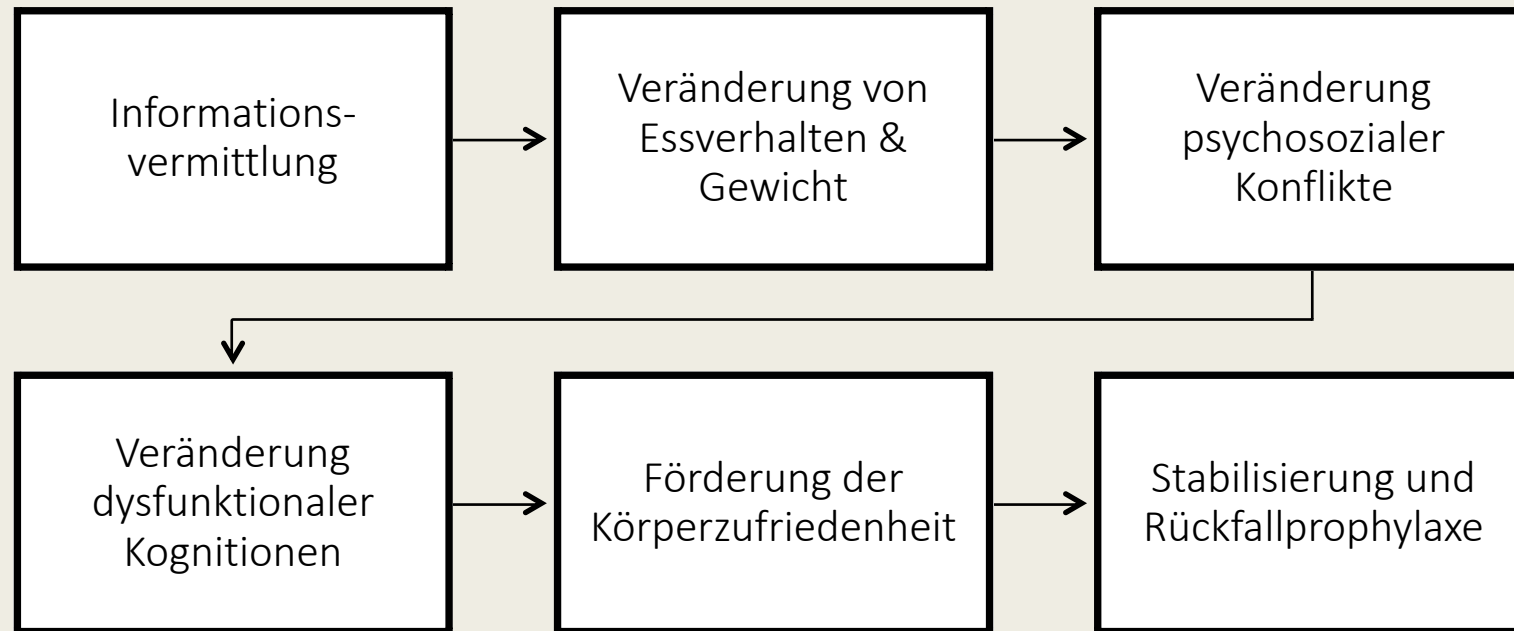 Informations-
vermittlung
Veränderung von
Essverhalten &
Gewicht
Veränderung
psychosozialer
Konflikte
Veränderung
dysfunktionaler
Kognitionen
Förderung der
Körperzufriedenheit
Stabilisierung und
Rückfallprophylaxe